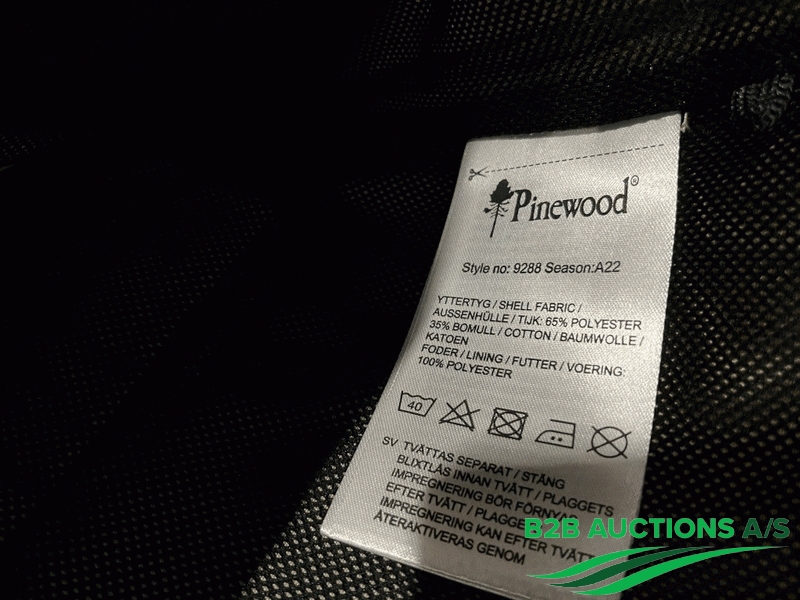 Pinewood®
Style no: 9288 Season:A22
YTTERTYG / SHELL FABRIC /
AUSSENHÜLLE / TIJK: 65% POLYESTER
35% BOMULL / COTTON / BAUMWOLLE /
KATOEN
FODER / LINING / FUTTER / VOERING:
100% POLYESTER
40
SV TVÄTTAS SEPARAT / STÄNG
BLIXTLÅS INNAN TVÄTT / PLAGGETS
IMPREGNERING BÖR FÖRNYAS
EFTER TVÄTT / PLAGGETS
IMPREGNERING KAN EFTER TVÄTT
ÅTERAKTIVERAS GENOM
B2B AUCTIONS A/S